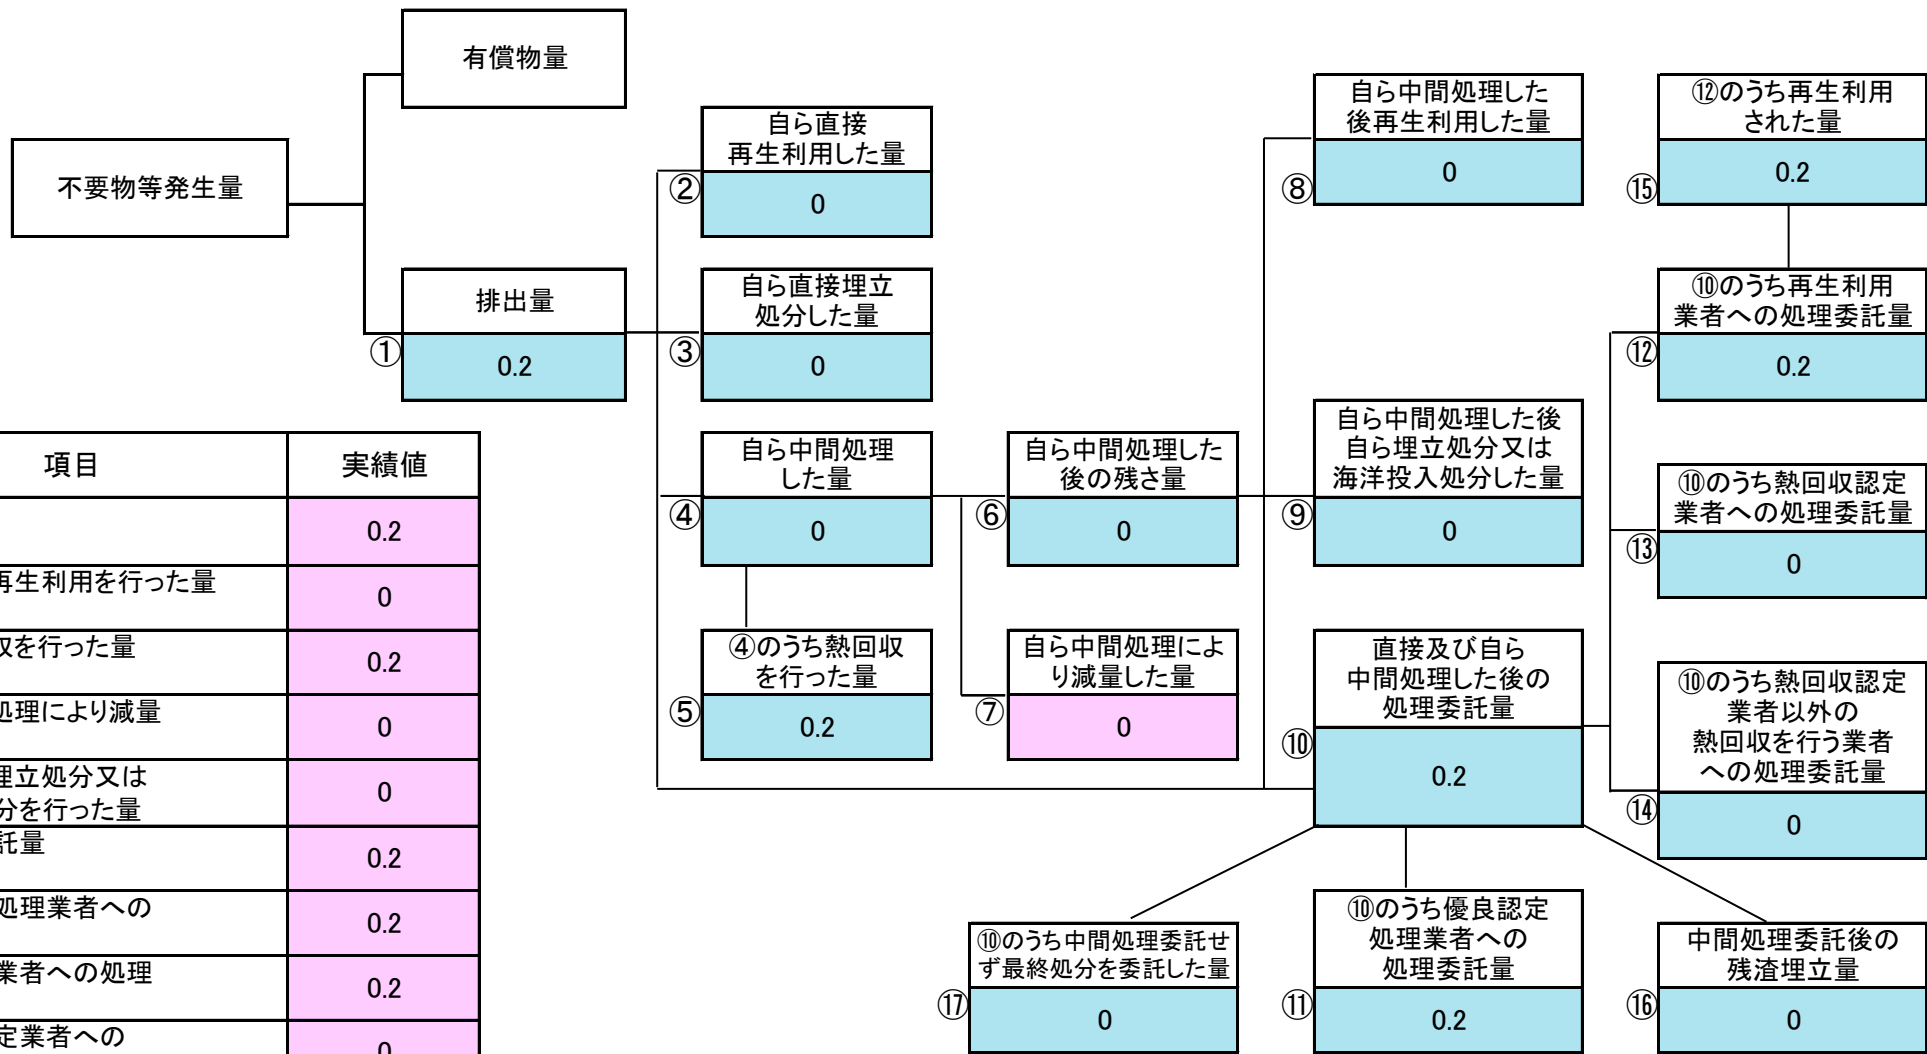 有償物量
不要物等発生量
排出量
①
0.2
自ら直接
再生利用した量
②
0
自ら直接埋立
処分した量
③
0
自ら中間処理
した量
④
0
④のうち熱回収
を行った量
⑤
0.2
自ら中間処理した
後の残さ量
⑥
0
自ら中間処理によ
り減量した量
⑦
0
自ら中間処理した
後再生利用した量
⑧
0
自ら中間処理した後
自ら埋立処分又は
海洋投入処分した量
⑨
0
直接及び自ら
中間処理した後の
処理委託量
⑩
0.2
⑫のうち再生利用
された量
⑮
0.2
⑩のうち再生利用
業者への処理委託量
⑫
0.2
⑩のうち熱回収認定
業者への処理委託量
⑬
0
⑩のうち熱回収認定
業者以外の
熱回収を行う業者
への処理委託量
⑭
0
⑩のうち中間処理委託せ
ず最終処分を委託した量
⑰
0
⑩のうち優良認定
処理業者への
処理委託量
⑪
0.2
中間処理委託後の
残渣埋立量
⑯
0
項目 実績値
0.2
再生利用を行った量 0
収を行った量 0.2
処理により減量 0
埋立処分又は
分を行った量 0
託量 0.2
処理業者への 0.2
業者への処理 0.2
定業者への 0